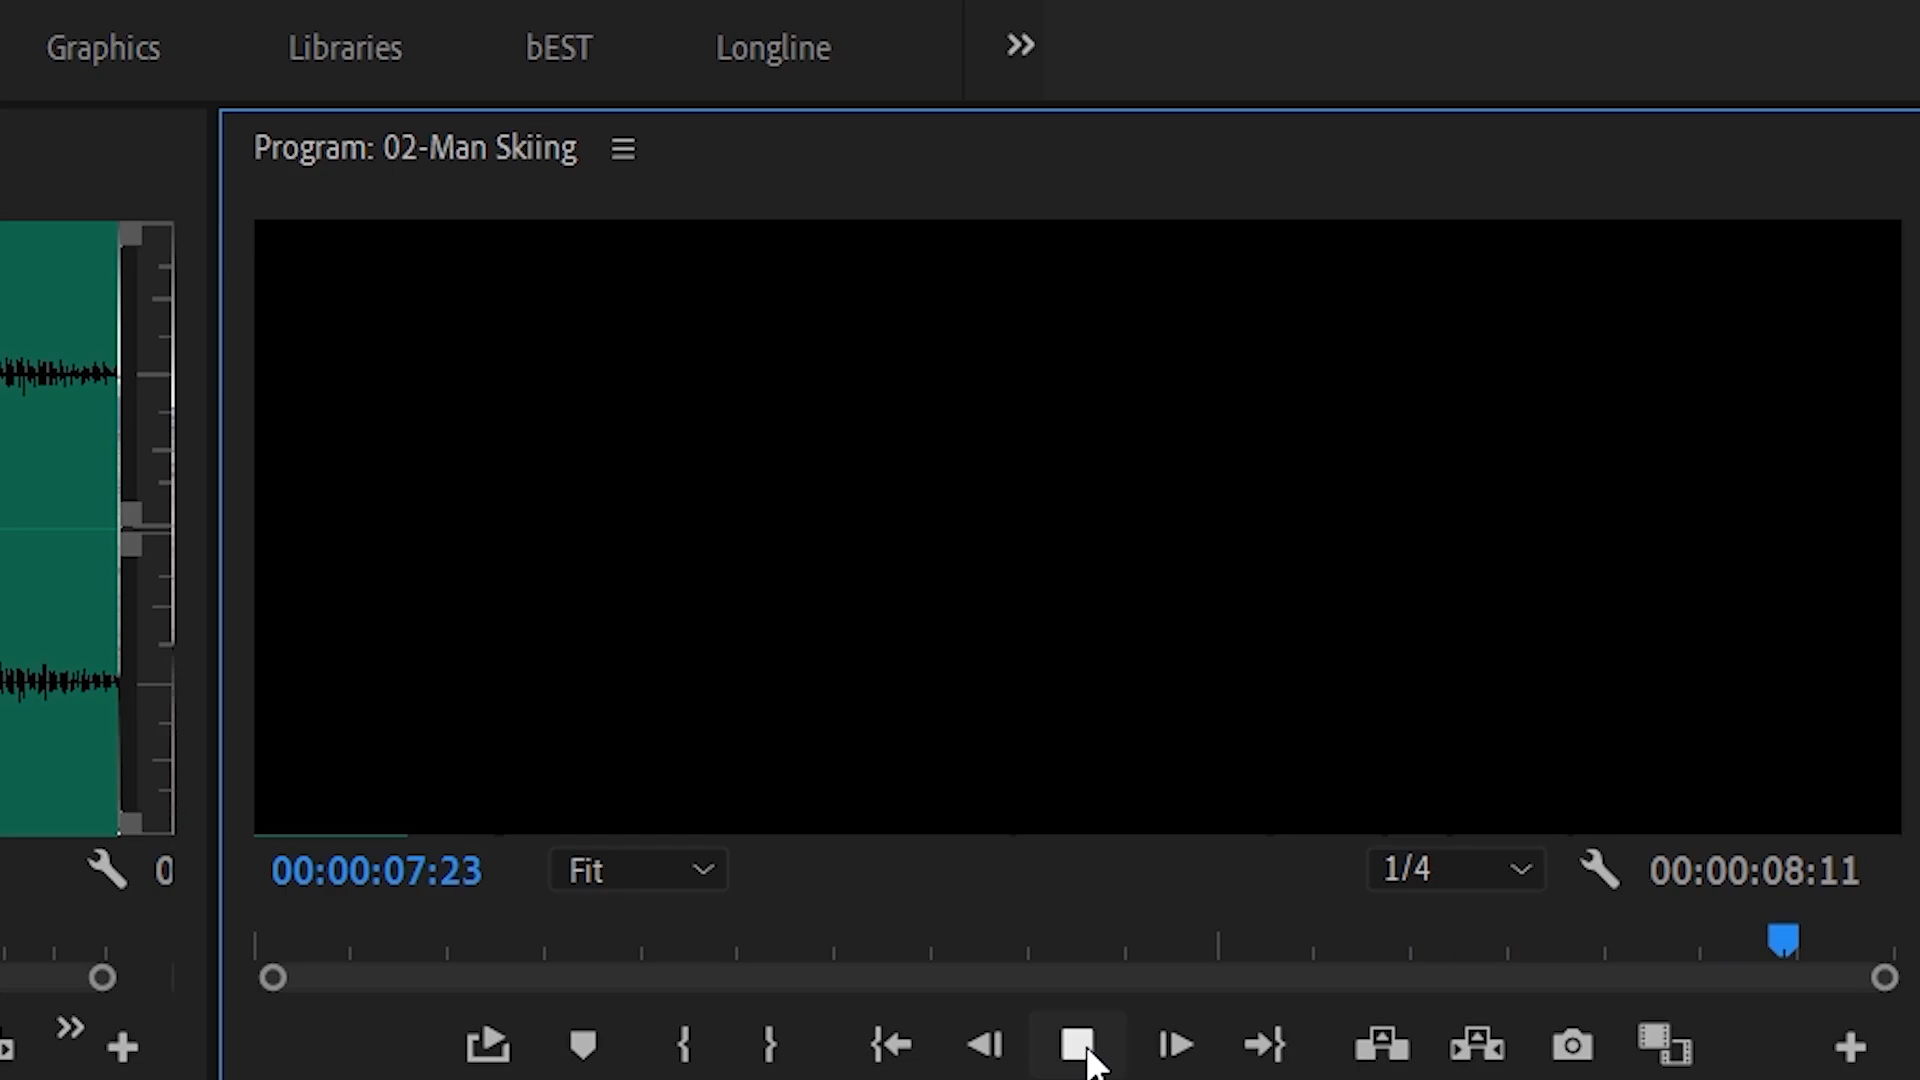 Graphics Libraries bEST Longline
Program: 02-Man Skiing
0 00:00:07:23 Fit 1/4 00:00:08:11